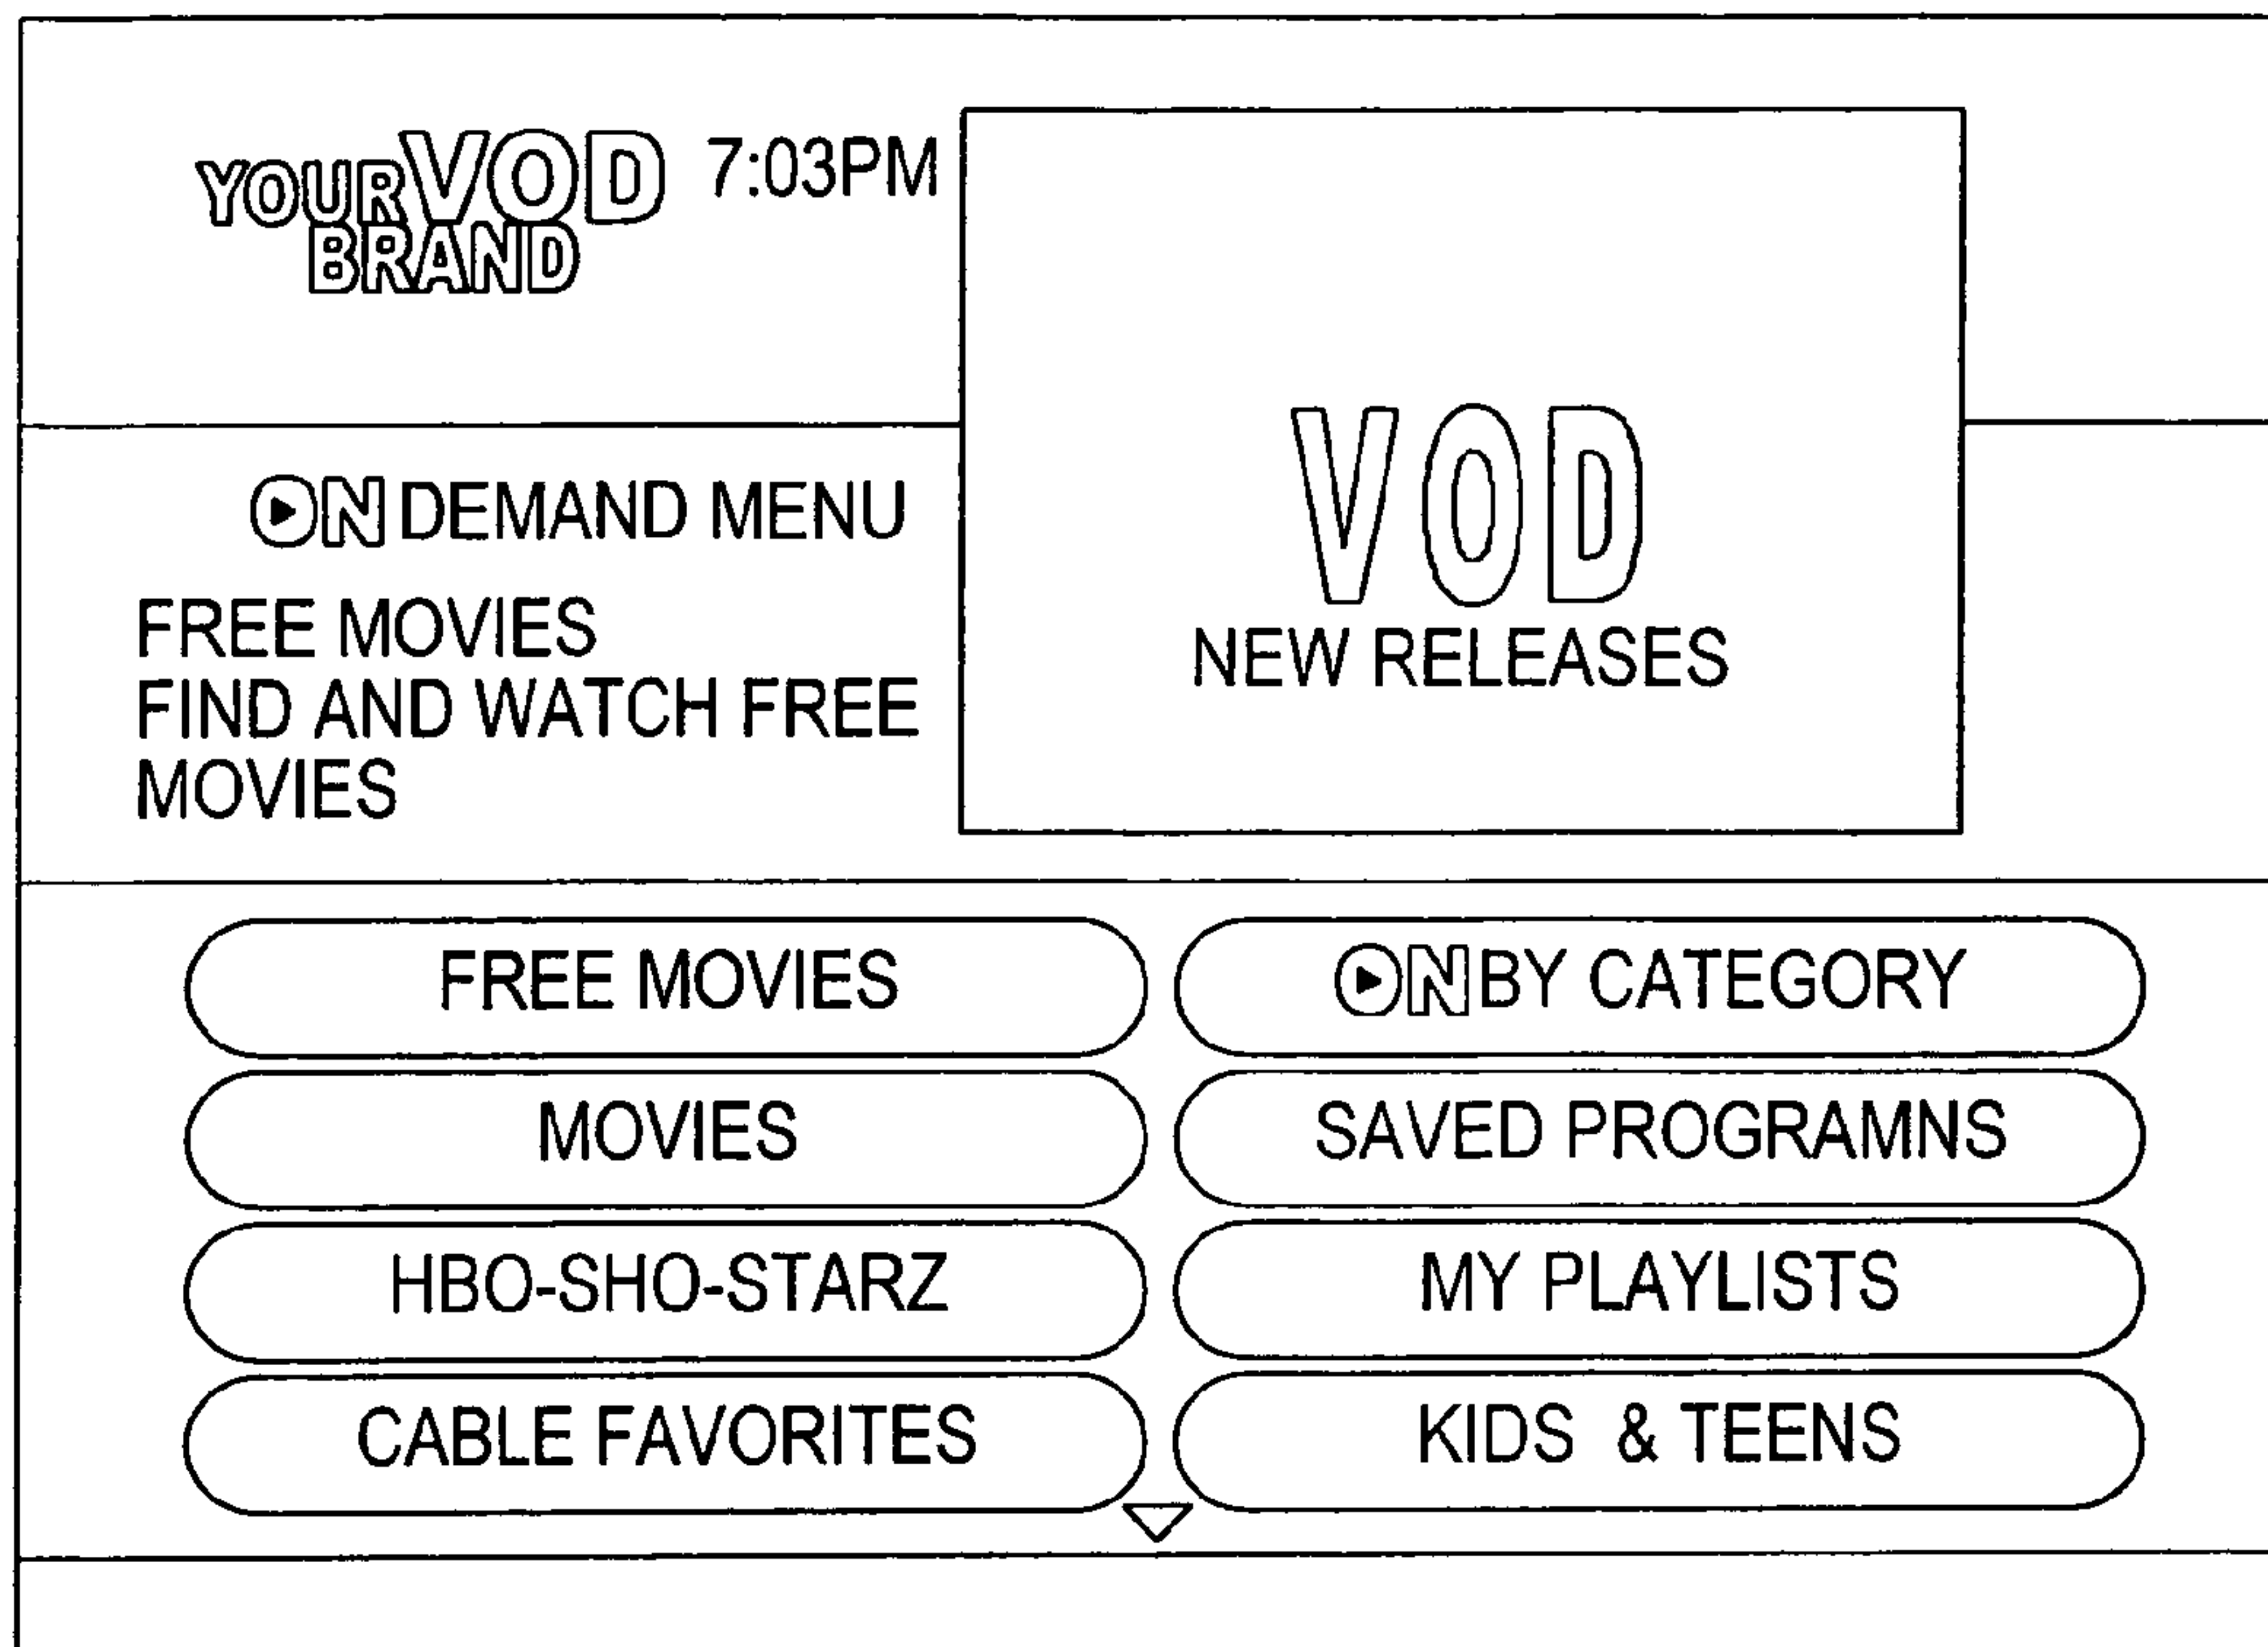 YOUR VOD 7:03PM
BRAND
ON DEMAND MENU
FREE MOVIES
FIND AND WATCH FREE
MOVIES
VOD
NEW RELEASES
FREE MOVIES
ON BY CATEGORY
MOVIES
SAVED PROGRAMNS
HBO-SHO-STARZ
MY PLAYLISTS
CABLE FAVORITES
KIDS & TEENS